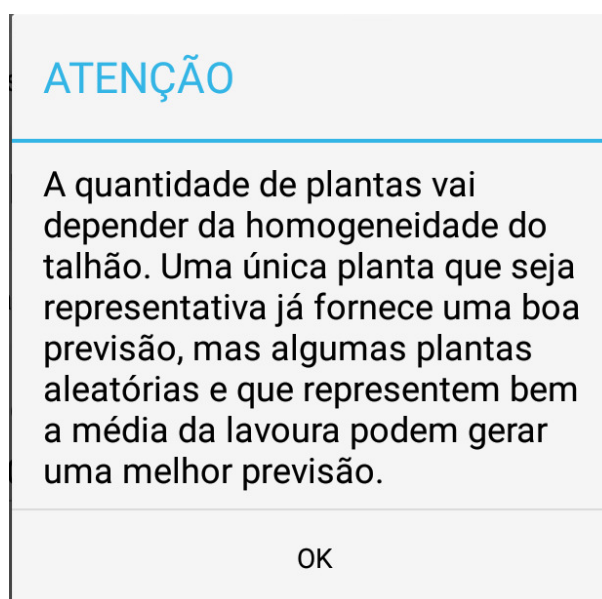 ATENÇÃO
A quantidade de plantas vai
depender da homogeneidade do
talhão. Uma única planta que seja
representativa já fornece uma boa
previsão, mas algumas plantas
aleatórias e que representem bem
a média da lavoura podem gerar
uma melhor previsão.
OK